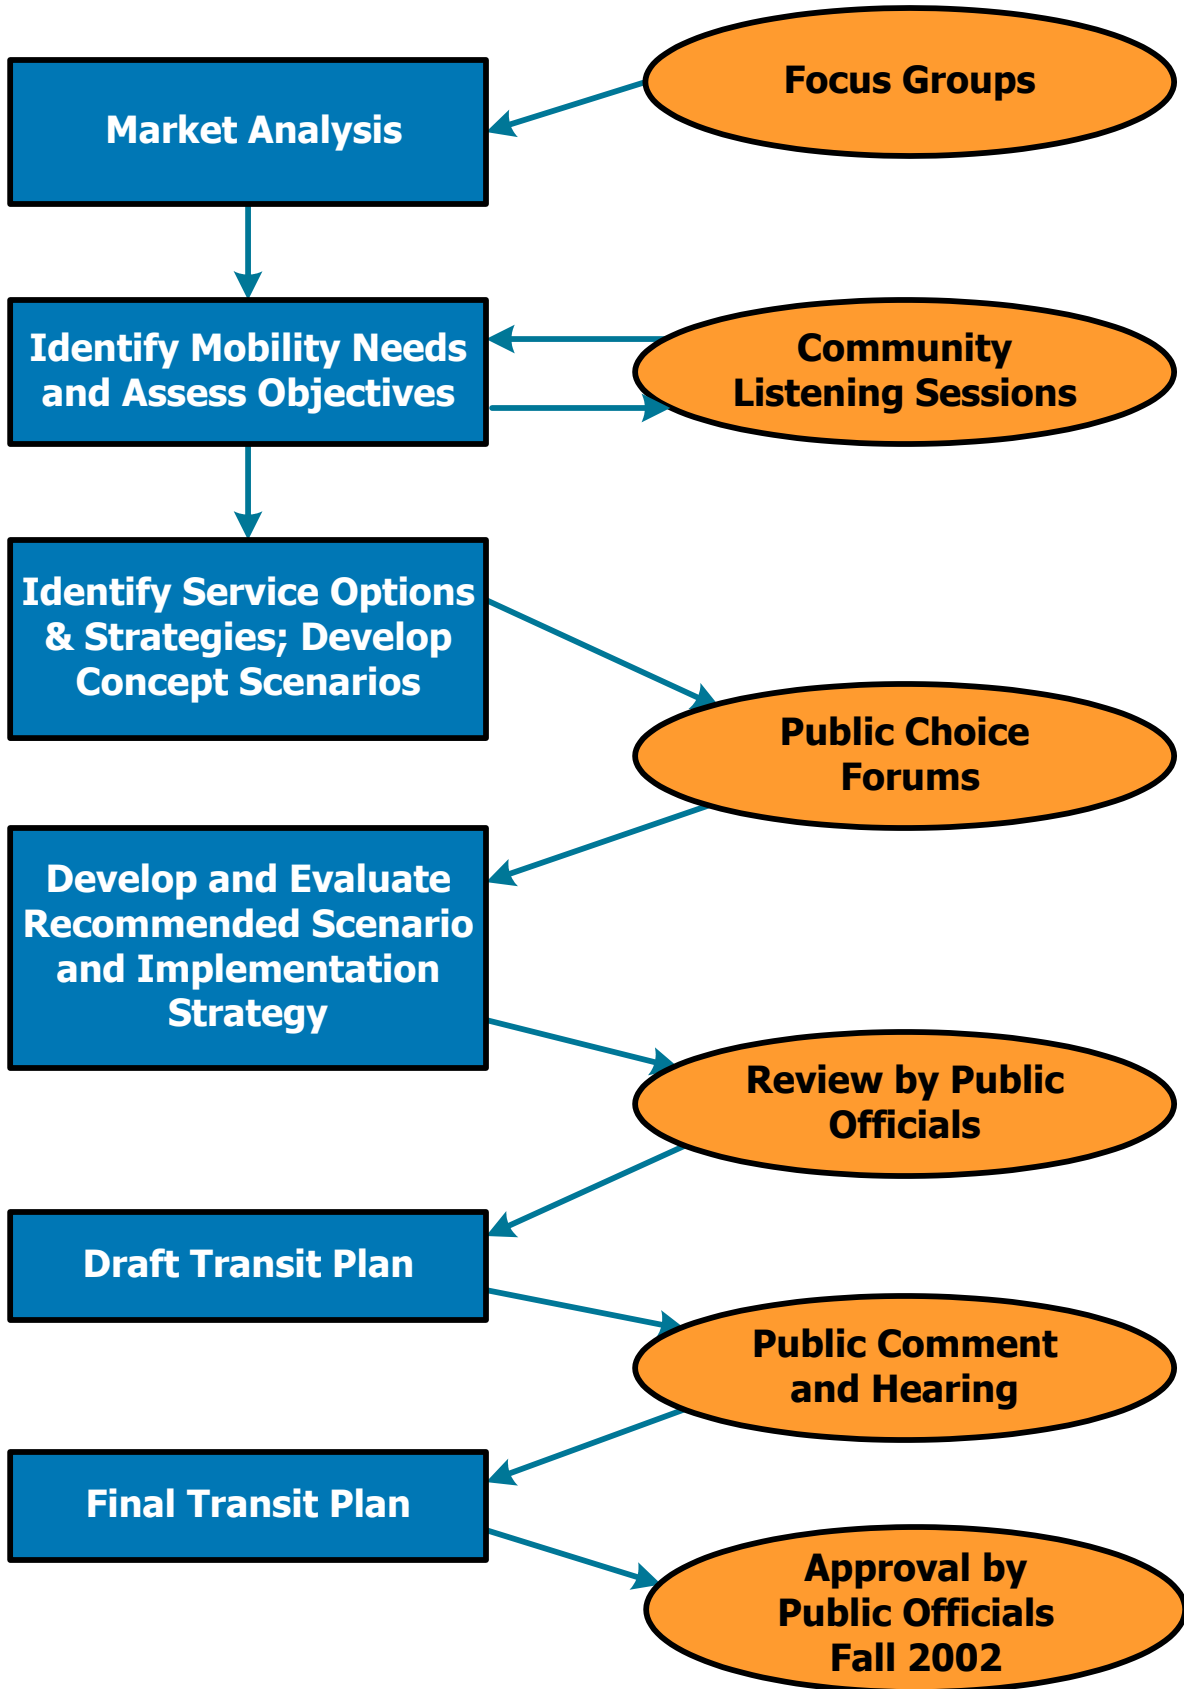 Focus Groups
Market Analysis
Identify Mobility Needs
and Assess Objectives
Community
Listening Sessions
Identify Service Options
& Strategies; Develop
Concept Scenarios
Public Choice
Forums
Develop and Evaluate
Recommended Scenario
and Implementation
Strategy
Review by Public
Officials
Draft Transit Plan
Public Comment
and Hearing
Final Transit Plan
Approval by
Public Officials
Fall 2002